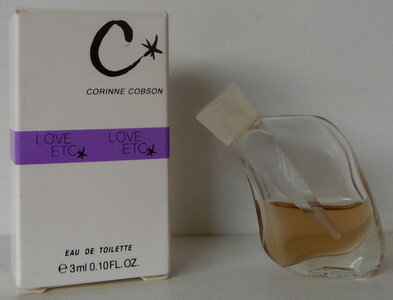 C*
CORINNE COBSON
LOVE ETC* LOVE ETC*
EAU DE TOILETTE
℮ 3ml 0.10FL.OZ.